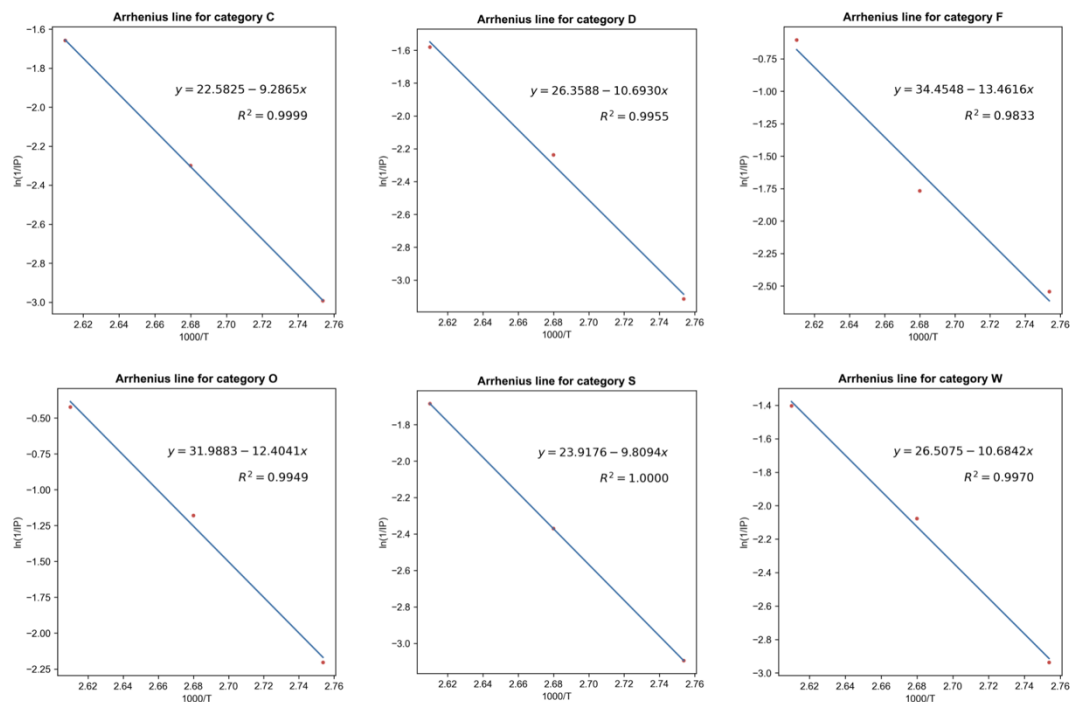 Arrhenius line for category C
−1.6
−1.8
−2.0
−2.2
−2.4
−2.6
−2.8
−3.0
ln(1/IP)
y = 22.5825 − 9.2865x
R² = 0.9999
2.62 2.64 2.66 2.68 2.70 2.72 2.74 2.76
1000/T
Arrhenius line for category D
−1.6
−1.8
−2.0
−2.2
−2.4
−2.6
−2.8
−3.0
ln(1/IP)
y = 26.3588 − 10.6930x
R² = 0.9955
2.62 2.64 2.66 2.68 2.70 2.72 2.74 2.76
1000/T
Arrhenius line for category F
−0.75
−1.00
−1.25
−1.50
−1.75
−2.00
−2.25
−2.50
ln(1/IP)
y = 34.4548 − 13.4616x
R² = 0.9833
2.62 2.64 2.66 2.68 2.70 2.72 2.74 2.76
1000/T
Arrhenius line for category O
−0.50
−0.75
−1.00
−1.25
−1.50
−1.75
−2.00
−2.25
ln(1/IP)
y = 31.9883 − 12.4041x
R² = 0.9949
2.62 2.64 2.66 2.68 2.70 2.72 2.74 2.76
1000/T
Arrhenius line for category S
−1.8
−2.0
−2.2
−2.4
−2.6
−2.8
−3.0
ln(1/IP)
y = 23.9176 − 9.8094x
R² = 1.0000
2.62 2.64 2.66 2.68 2.70 2.72 2.74 2.76
1000/T
Arrhenius line for category W
−1.4
−1.6
−1.8
−2.0
−2.2
−2.4
−2.6
−2.8
−3.0
ln(1/IP)
y = 26.5075 − 10.6842x
R² = 0.9970
2.62 2.64 2.66 2.68 2.70 2.72 2.74 2.76
1000/T